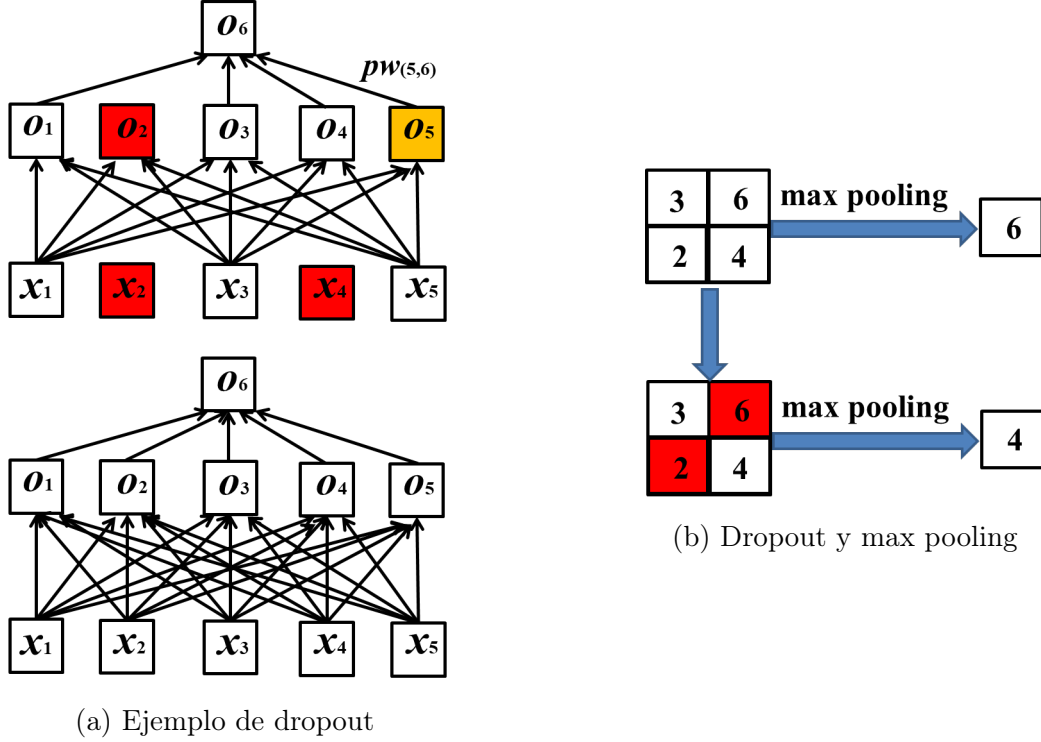 o6
pw(5,6)
o1 o2 o3 o4 o5
x1 x2 x3 x4 x5
o6
o1 o2 o3 o4 o5
x1 x2 x3 x4 x5
(a) Ejemplo de dropout
3 6
2 4
max pooling
6
3 6
2 4
max pooling
4
(b) Dropout y max pooling